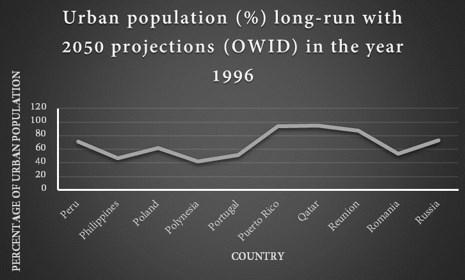 Urban population (%) long-run with
2050 projections (OWID) in the year
1996
PERCENTAGE OF URBAN POPULATION
120
100
80
60
40
20
0
Peru
Philippines
Poland
Polynesia
Portugal
Puerto Rico
Qatar
Reunion
Romania
Russia
COUNTRY